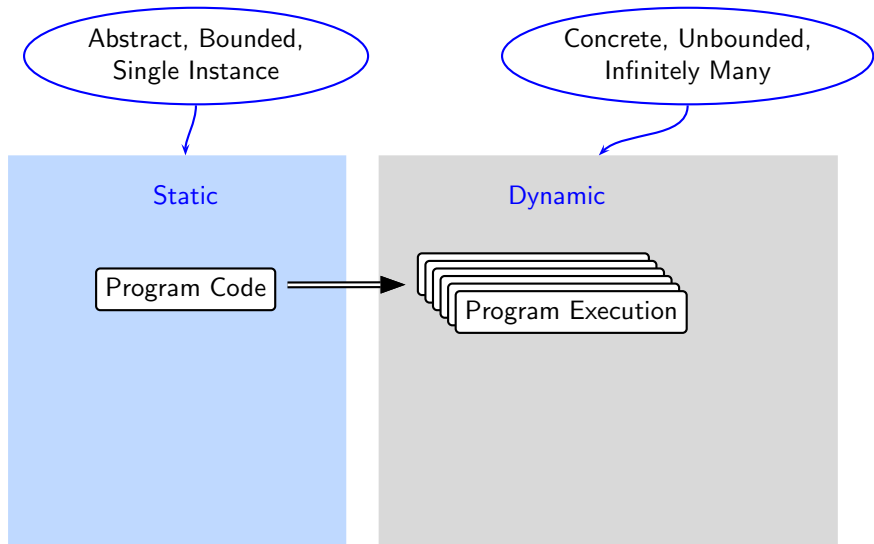 Abstract, Bounded,
Single Instance
Concrete, Unbounded,
Infinitely Many
Static
Dynamic
Program Code
Program Execution